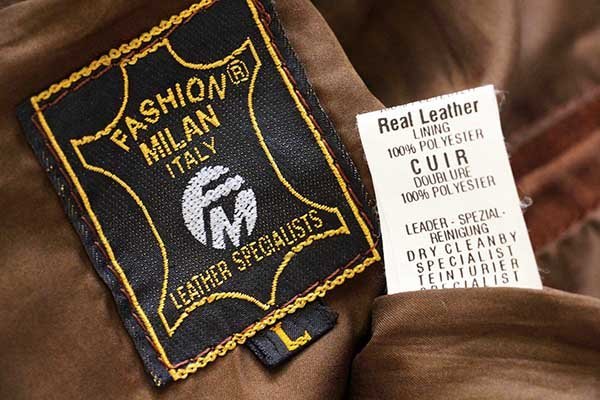 FASHION®
MILAN
ITALY
FM
LEATHER SPECIALISTS
L
Real Leather
LINING
100% POLYESTER
CUIR
DOUBLURE
100% POLYESTER
LEADER - SPEZIAL-
REINIGUNG
DRY CLEAN BY
SPECIALIST
TEINTURIER
SPECIALIST